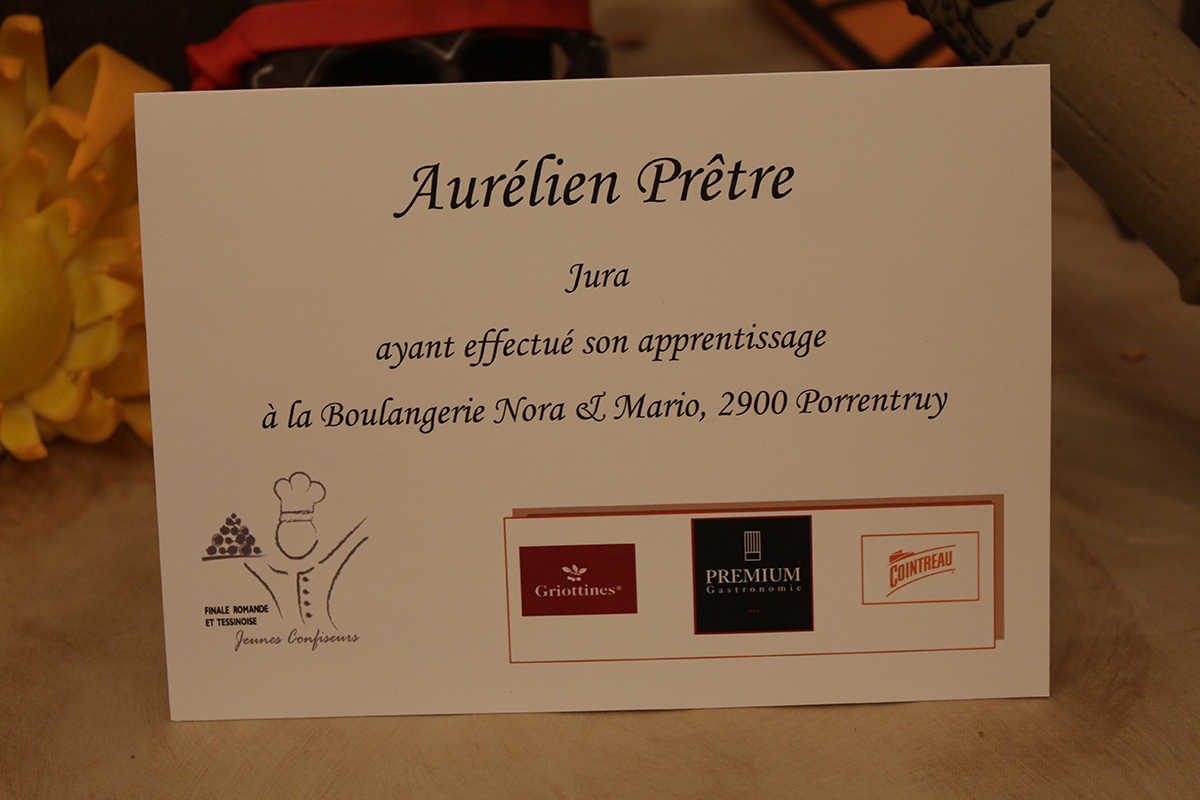 Aurélien Prêtre
Jura
ayant effectué son apprentissage
à la Boulangerie Nora & Mario, 2900 Porrentruy
FINALE ROMANDE
ET TESSINOISE
Jeunes Confiseurs
Griottines®
PREMIUM
Gastronomie
COINTREAU